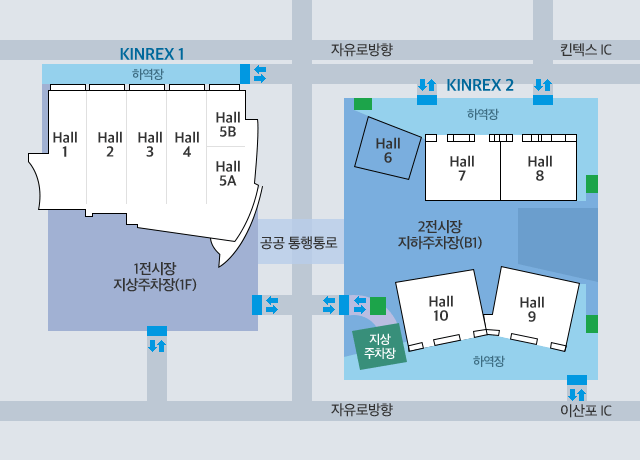 자유로방향
킨텍스 IC
KINREX 1
하역장
KINREX 2
하역장
Hall
1
Hall
2
Hall
3
Hall
4
Hall
5B
Hall
5A
Hall
6
Hall
7
Hall
8
공공 통행통로
2전시장
지하주차장(B1)
1전시장
지상주차장(1F)
Hall
10
Hall
9
지상
주차장
하역장
자유로방향
이산포 IC